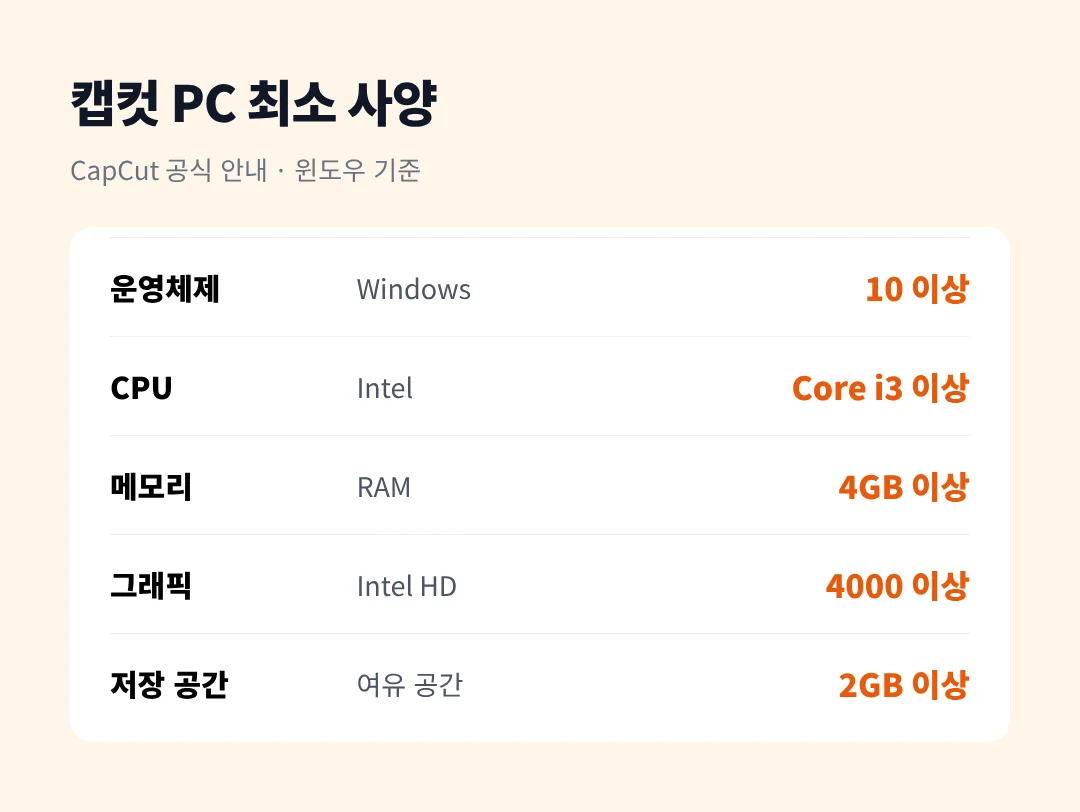 캡컷 PC 최소 사양
CapCut 공식 안내 · 윈도우 기준
운영체제 Windows 10 이상
CPU Intel Core i3 이상
메모리 RAM 4GB 이상
그래픽 Intel HD 4000 이상
저장 공간 여유 공간 2GB 이상